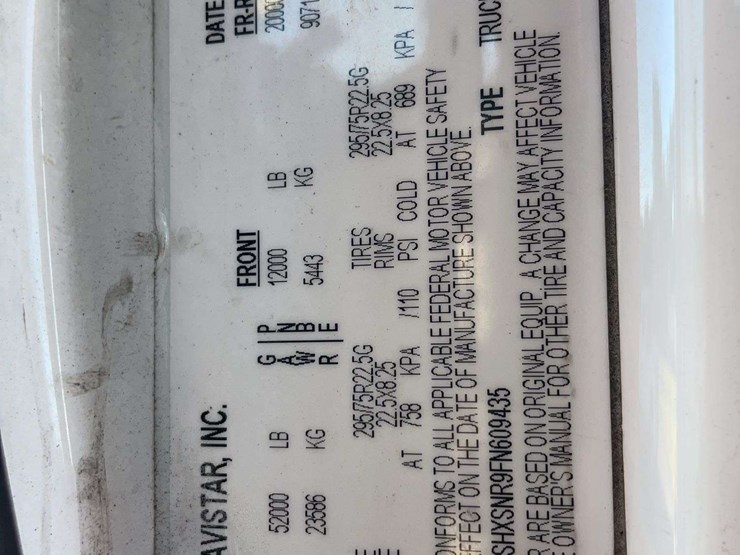 AVISTAR, INC. DATE
FRONT FR-R
52000 LB G P 12000 LB 2000
A N
23586 KG W B 5443 KG 9071
R E
295/75R22.5G TIRES 295/75R22.5G
22.5X8.25 RIMS 22.5X8.25
AT 758 KPA /110 PSI COLD AT 689 KPA /
ONFORMS TO ALL APPLICABLE FEDERAL MOTOR VEHICLE SAFETY
FFECT ON THE DATE OF MANUFACTURE SHOWN ABOVE.
SHXSNR9FN609435 TYPE TRUC
R ARE BASED ON ORIGINAL EQUIP. A CHANGE MAY AFFECT VEHICLE
E OWNER'S MANUAL FOR OTHER TIRE AND CAPACITY INFORMATION.